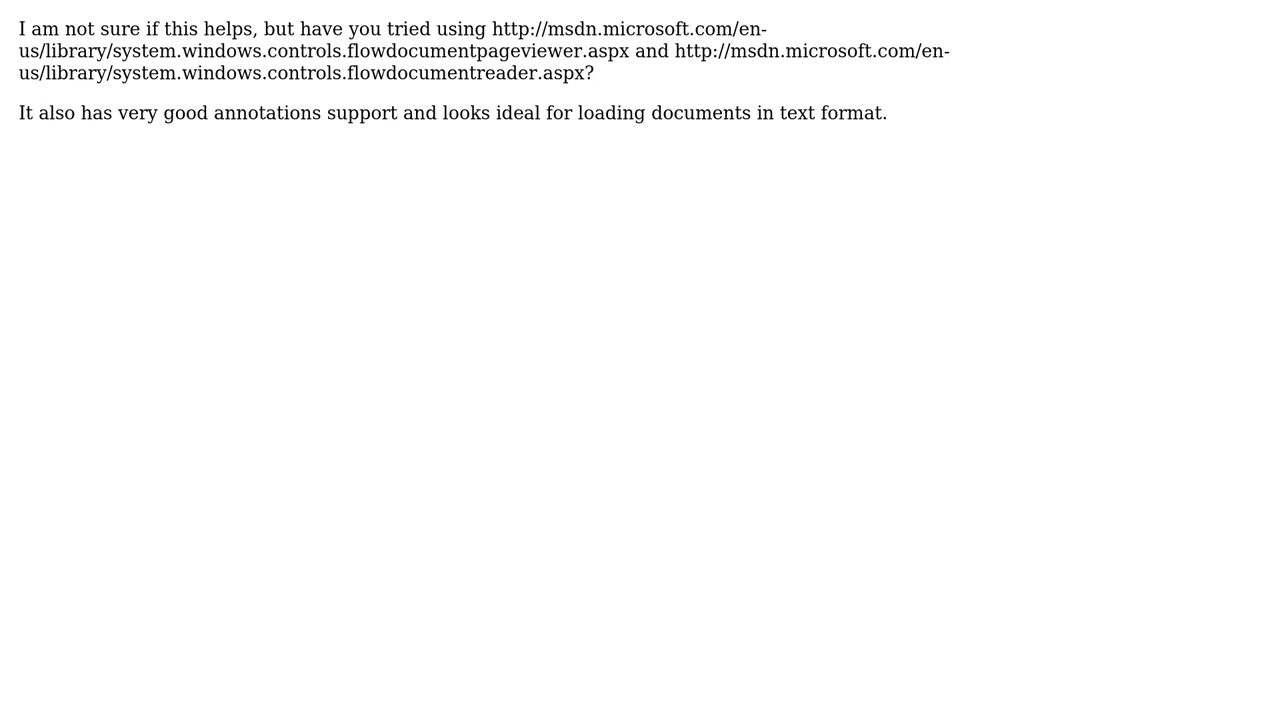 I am not sure if this helps, but have you tried using http://msdn.microsoft.com/en-
us/library/system.windows.controls.flowdocumentpageviewer.aspx and http://msdn.microsoft.com/en-
us/library/system.windows.controls.flowdocumentreader.aspx?
It also has very good annotations support and looks ideal for loading documents in text format.